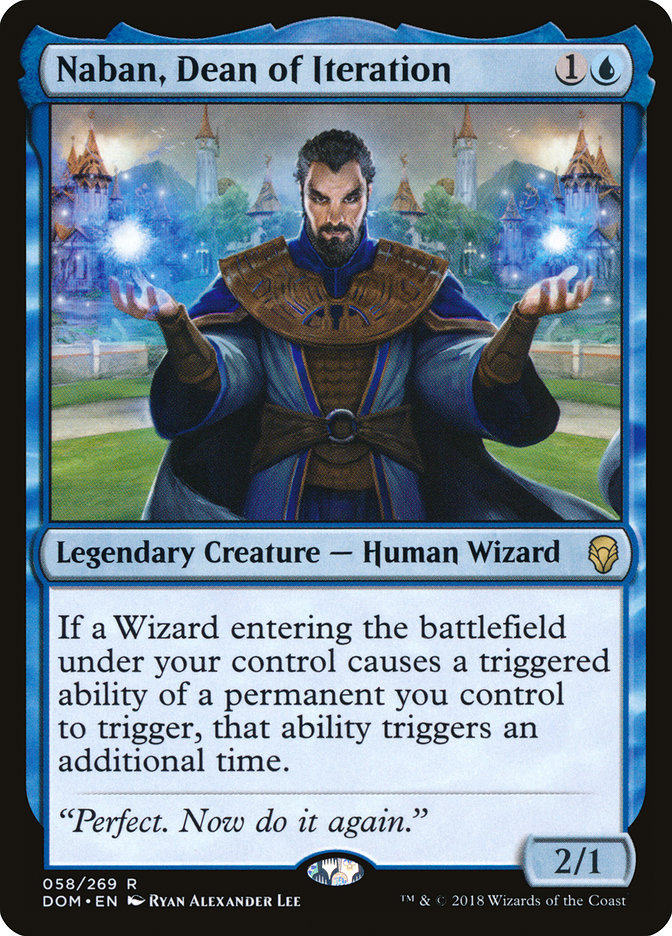 Naban, Dean of Iteration 1
Legendary Creature — Human Wizard
If a Wizard entering the battlefield
under your control causes a triggered
ability of a permanent you control
to trigger, that ability triggers an
additional time.
“Perfect. Now do it again.”
2/1
058/269 R
DOM • EN Ryan Alexander Lee
™ & © 2018 Wizards of the Coast